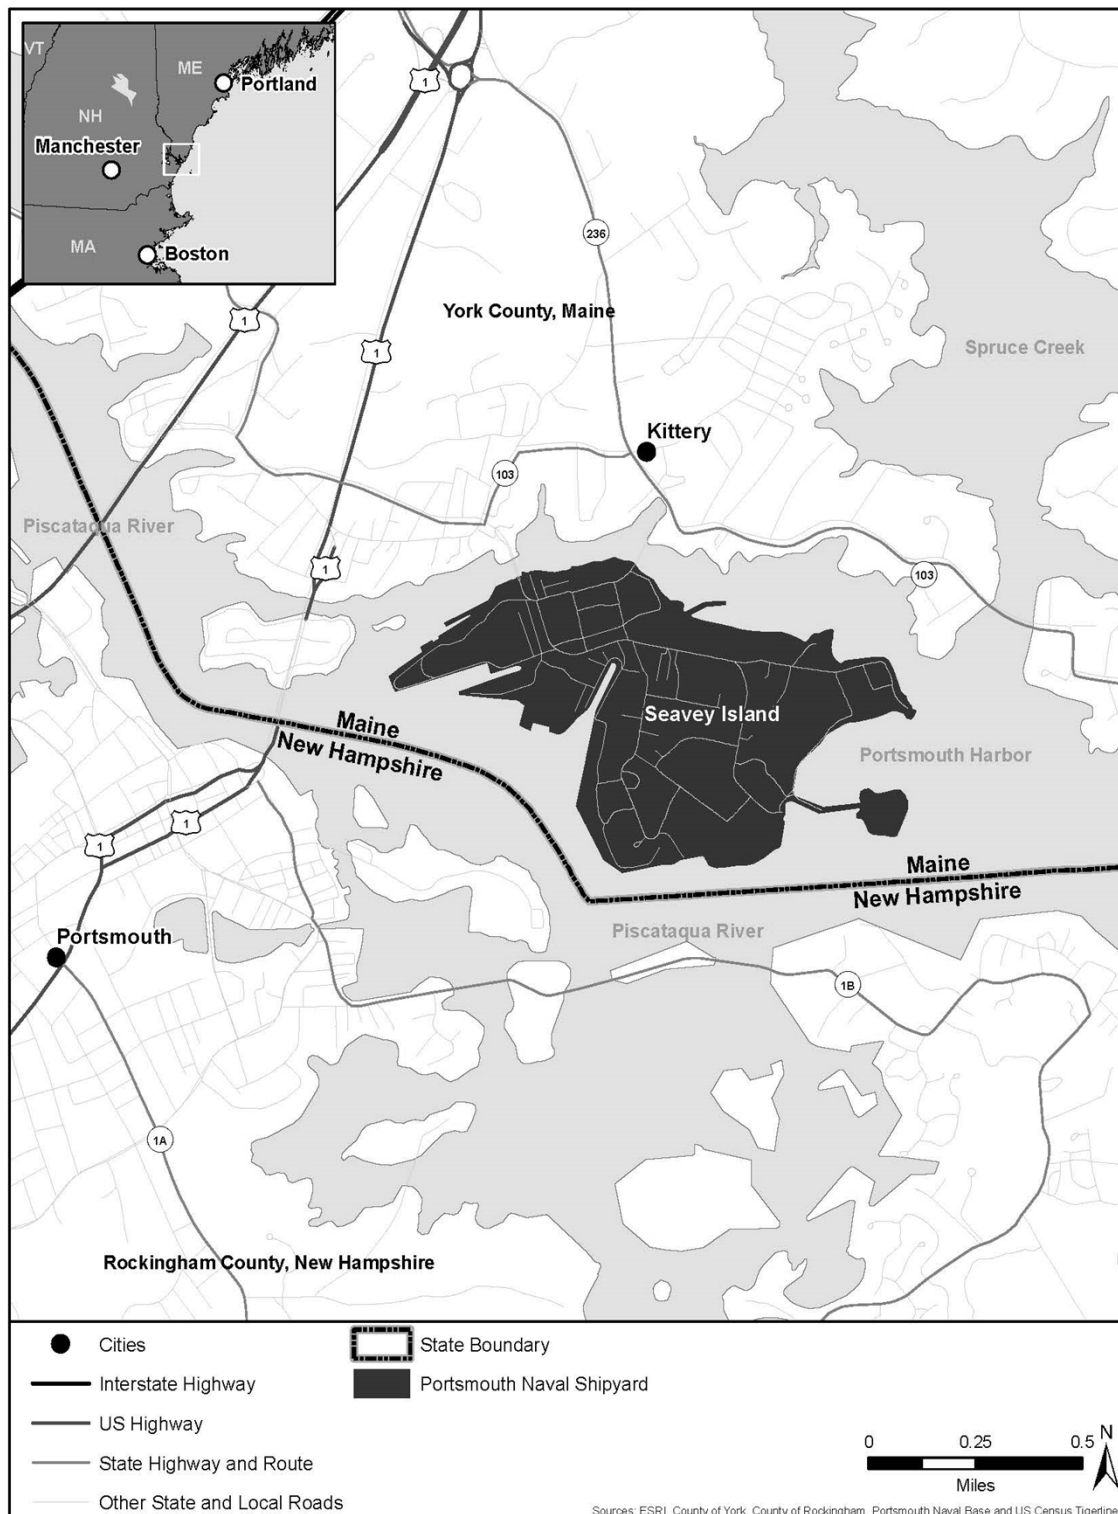 VT
ME
Portland
NH
Manchester
MA
Boston
1
236
York County, Maine
1
1
Spruce Creek
Kittery
103
Piscataqua River
1
103
Seavey Island
Maine
New Hampshire
Portsmouth Harbor
1
1
Maine
New Hampshire
Piscataqua River
Portsmouth
1B
1A
Rockingham County, New Hampshire
Cities
State Boundary
Interstate Highway
Portsmouth Naval Shipyard
US Highway
State Highway and Route
Other State and Local Roads
0 0.25 0.5
Miles
N
Sources: ESRI, County of York, County of Rockingham, Portsmouth Naval Base and US Census Tigerline